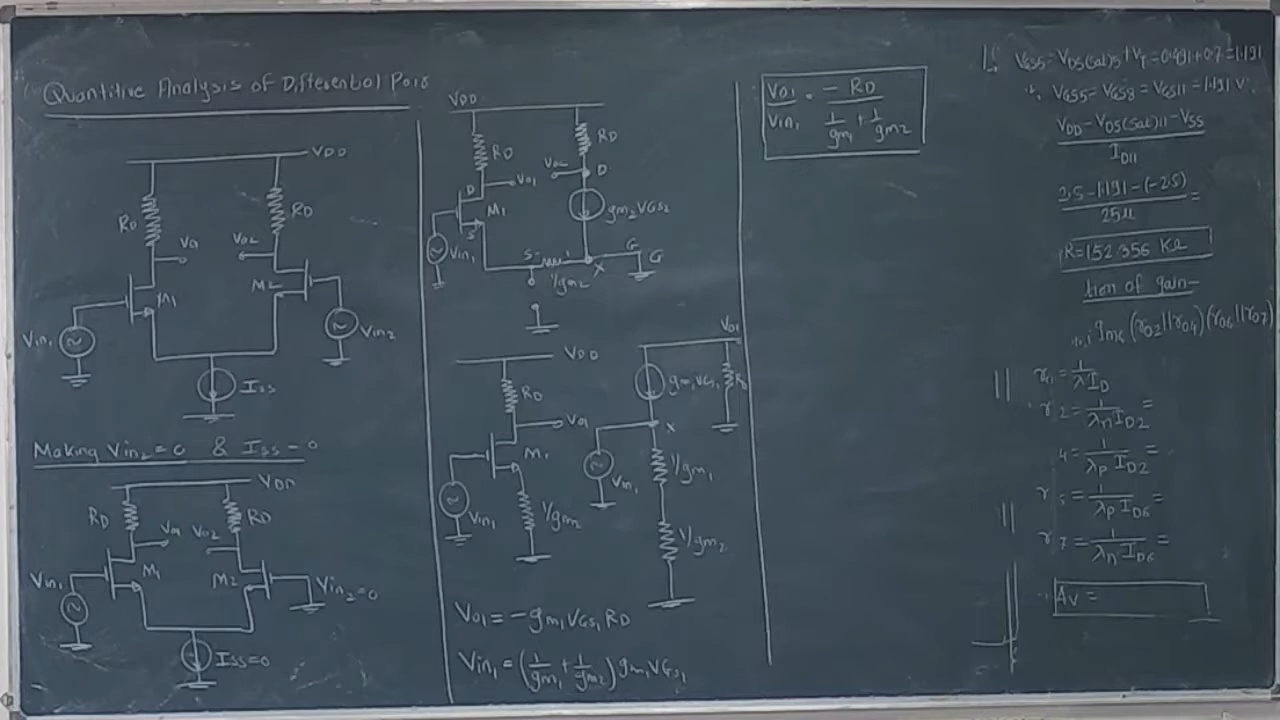 Quantitive Analysis of Differential Pair
VDD
RD
RD
Vo1
Vo2
M1
M2
Vin1
Vin2
ISS
Making Vin2 = 0 & ISS = 0
VDD
RD
RD
Vo1
Vo2
M1
M2
Vin1
Vin2 = 0
ISS = 0
VDD
RD
RD
Vo2
D
D
Vo1
M1
gm2 VGS2
S
Vin1
S
G
G
X
1/gm2
VDD
RD
Vo1
M1
Vin1
1/gm2
Vo1
gm1 VGS1
RD
X
Vin1
1/gm1
1/gm2
Vo1 = - gm1 VGS1 RD
Vin1 = (1/gm1 + 1/gm2) gm1 VGS1
Vo1/Vin1 = - RD / (1/gm1 + 1/gm2)
VGS5 = VDS(sat)5 + VT = 0.491 + 0.7 = 1.191
∴ VGS5 = VGS8 = VGS11 = 1.191 V
VDD - VDS(sat)11 - VSS
ID11
2.5 - 1.191 - (-2.5)
25µ =
R = 152.356 KΩ
tion of gain -
gm6 (ro2 || ro4) (ro6 || ro7)
= 1/λ ID
2 = 1/λn ID2 =
4 = 1/λp ID2 =
= 1/λp ID6 =
7 = 1/λn ID6 =
Av =